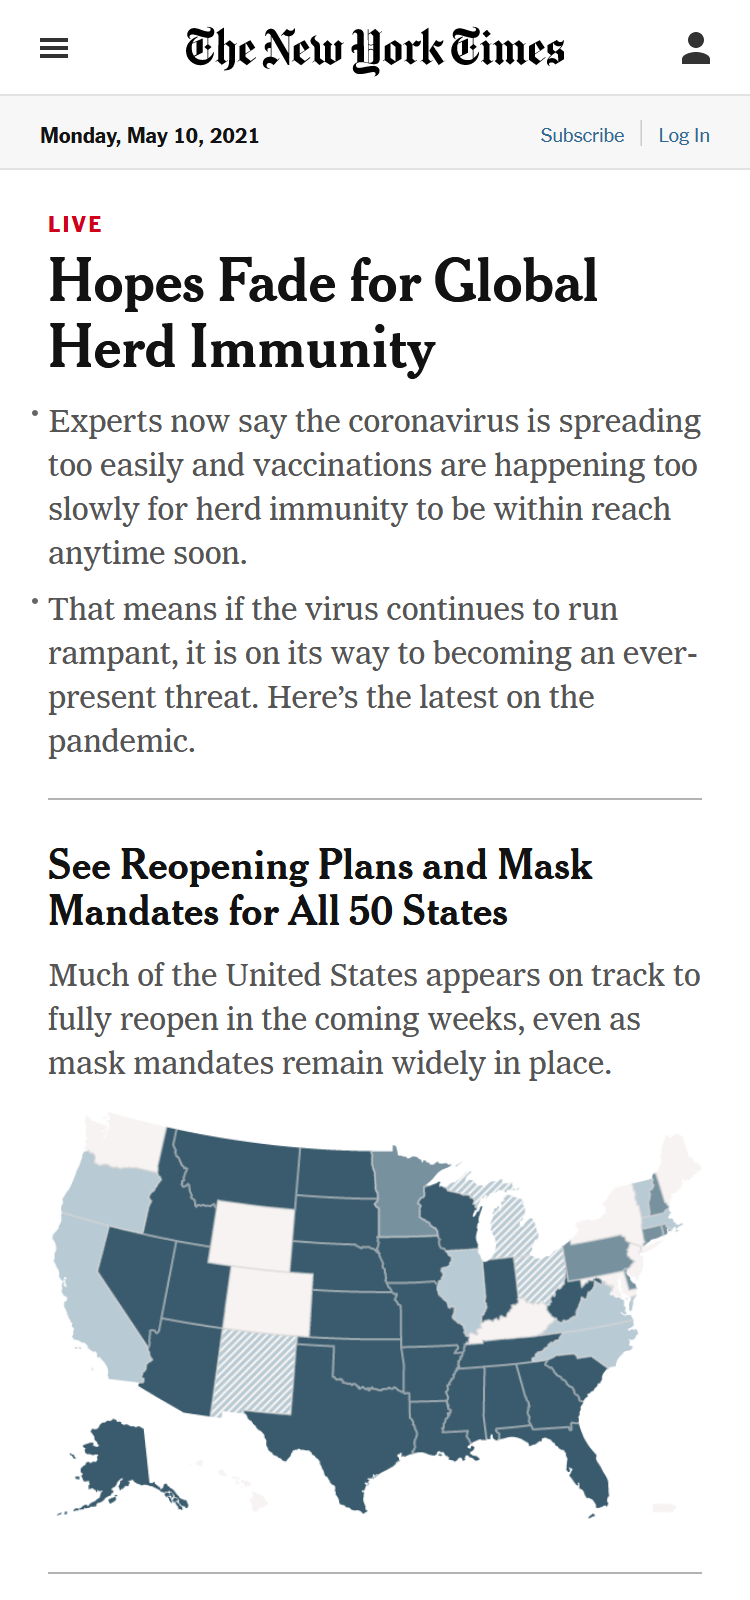 The New York Times
Monday, May 10, 2021
Subscribe
Log In
LIVE
Hopes Fade for Global
Herd Immunity
• Experts now say the coronavirus is spreading
too easily and vaccinations are happening too
slowly for herd immunity to be within reach
anytime soon.
• That means if the virus continues to run
rampant, it is on its way to becoming an ever-
present threat. Here’s the latest on the
pandemic.
See Reopening Plans and Mask
Mandates for All 50 States
Much of the United States appears on track to
fully reopen in the coming weeks, even as
mask mandates remain widely in place.